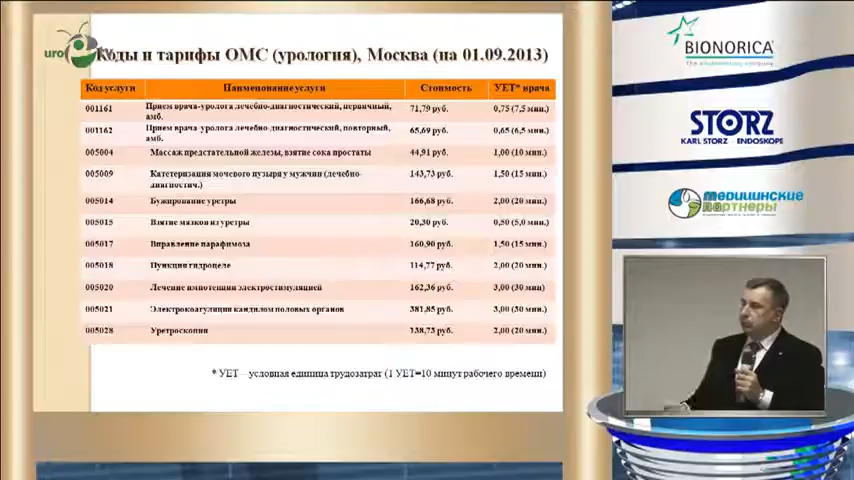 uro
Коды и тарифы ОМС (урология), Москва (на 01.09.2013)
Код услуги Наименование услуги Стоимость УЕТ* врача
001161 Прием врача-уролога лечебно-диагностический, первичный, амб. 71,79 руб. 0,75 (7,5 мин.)
001162 Прием врача-уролога лечебно-диагностический, повторный, амб. 65,69 руб. 0,65 (6,5 мин.)
005004 Массаж предстательной железы, взятие сока простаты 44,91 руб. 1,00 (10 мин.)
005009 Катетеризация мочевого пузыря у мужчин (лечебно-диагностич.) 143,73 руб. 1,50 (15 мин.)
005014 Бужирование уретры 166,68 руб. 2,00 (20 мин.)
005015 Взятие мазков из уретры 20,30 руб. 0,50 (5,0 мин.)
005017 Вправление парафимоза 160,90 руб. 1,50 (15 мин.)
005018 Пункция гидроцеле 114,77 руб. 2,00 (20 мин.)
005020 Лечение импотенции электростимуляцией 162,36 руб. 3,00 (30 мин)
005021 Электрокоагуляция кандилом половых органов 381,85 руб. 3,00 (30 мин)
005028 Уретроскопия 138,73 руб. 2,00 (20 мин.)
* УЕТ – условная единица трудозатрат (1 УЕТ=10 минут рабочего времени)
BIONORICA
STORZ
KARL STORZ - ENDOSKOPE
медицинские
партнеры